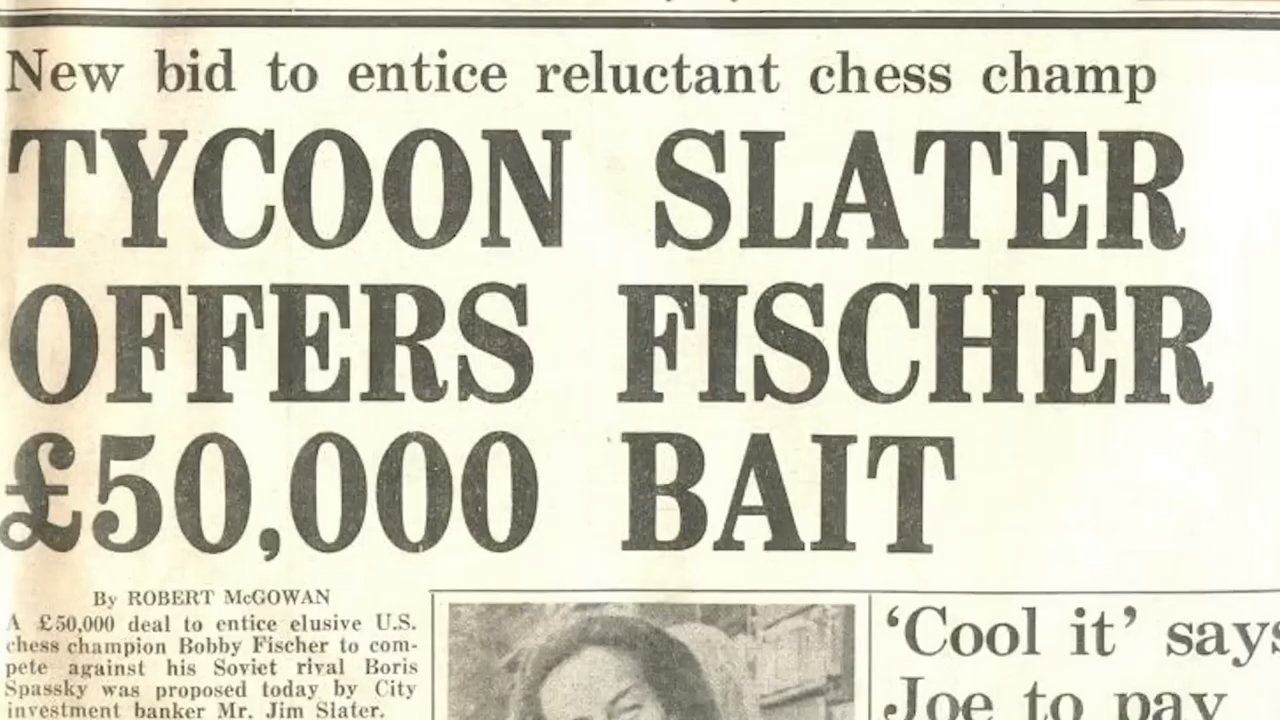 New bid to entice reluctant chess champ
TYCOON SLATER
OFFERS FISCHER
£50,000 BAIT
By ROBERT McGOWAN
A £50,000 deal to entice elusive U.S.
chess champion Bobby Fischer to com-
pete against his Soviet rival Boris
Spassky was proposed today by City
investment banker Mr. Jim Slater.
‘Cool it’ says
Joe to pay